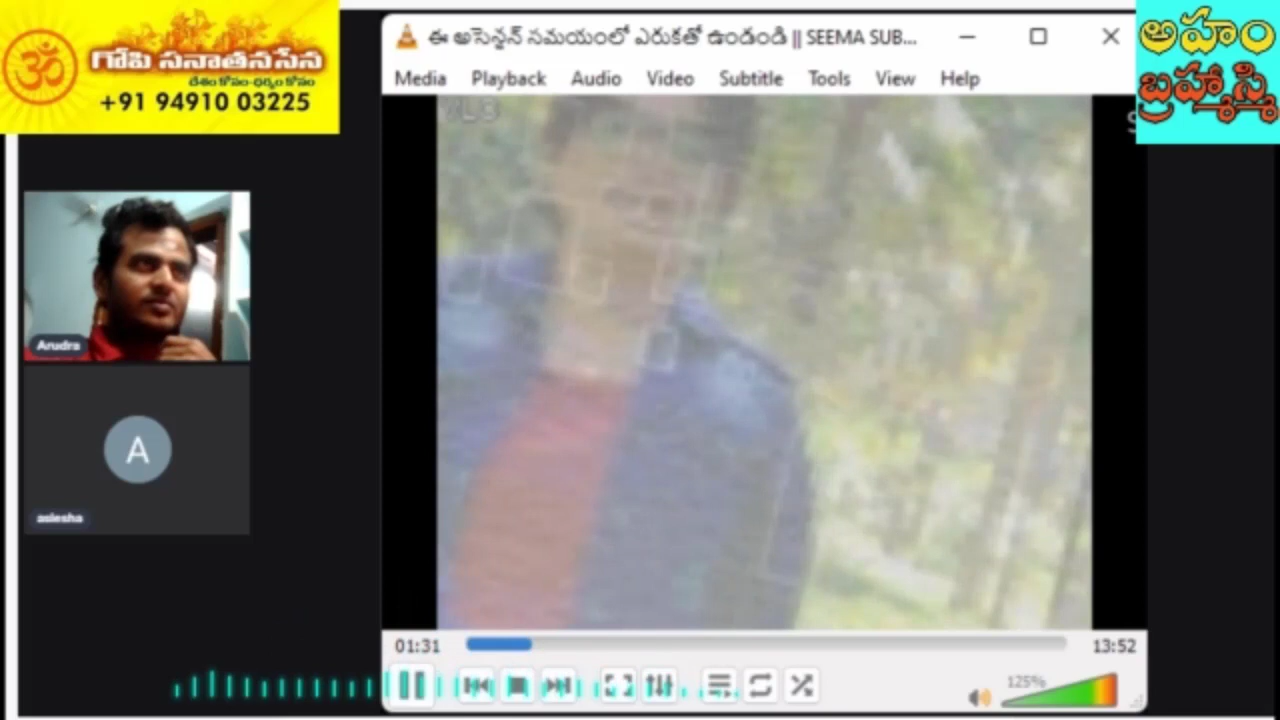 గోపి సనాతనసేన
దేశం కోసం-ధర్మం కోసం
+91 94910 03225
ఈ అసెన్షన్ సమయంలో ఎరుకతో ఉండండి || SEEMA SUB...
అహం
బ్రహ్మాస్మి
Media Playback Audio Video Subtitle Tools View Help
Arudra
A
aslesha
01:31
13:52
125%